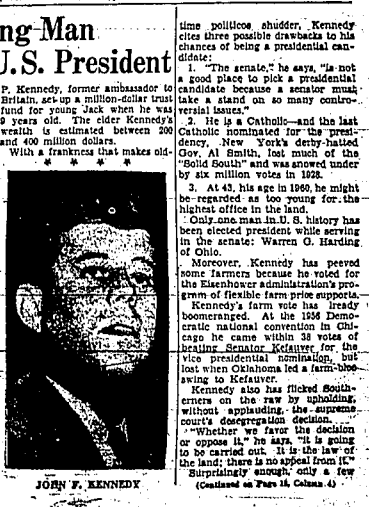 ng-Man
U.S. President
P. Kennedy, former ambassador to
Britain, set up a million-dollar trust
fund for young Jack when he was
9 years old. The elder Kennedy's
wealth is estimated between 200
and 400 million dollars.
With a frankness that makes old-
* * * *
JOHN F. KENNEDY
time politicos shudder, Kennedy
cites three possible drawbacks to his
chances of being a presidential can-
didate:
1. "The senate," he says, "is not
a good place to pick a presidential
candidate because a senator must
take a stand on so many contro-
versial issues."
2. He is a Catholic—and the last
Catholic nominated for the presi-
dency, New York's derby-hatted
Gov. Al Smith, lost much of the
"Solid South" and was snowed under
by six million votes in 1928.
3. At 43, his age in 1960, he might
be regarded as too young for the
highest office in the land.
Only one man in U. S. history has
been elected president while serving
in the senate: Warren G. Harding
of Ohio.
Moreover, Kennedy has peeved
some farmers because he voted for
the Eisenhower administration's pro-
gram of flexible farm price supports.
Kennedy's farm vote has lready
boomeranged. At the 1956 Demo-
cratic national convention in Chi-
cago he came within 38 votes of
beating Senator Kefauver for the
vice presidential nomination, but
lost when Oklahoma led a farm-bloc
swing to Kefauver.
Kennedy also has flicked South-
erners on the raw by upholding,
without applauding, the supreme
court's desegregation decision.
"Whether we favor the decision
or oppose it," he says, "it is going
to be carried out. It is the law of
the land; there is no appeal from it."
Surprisingly enough, only a few
(Continued on Page 18, Column 4)